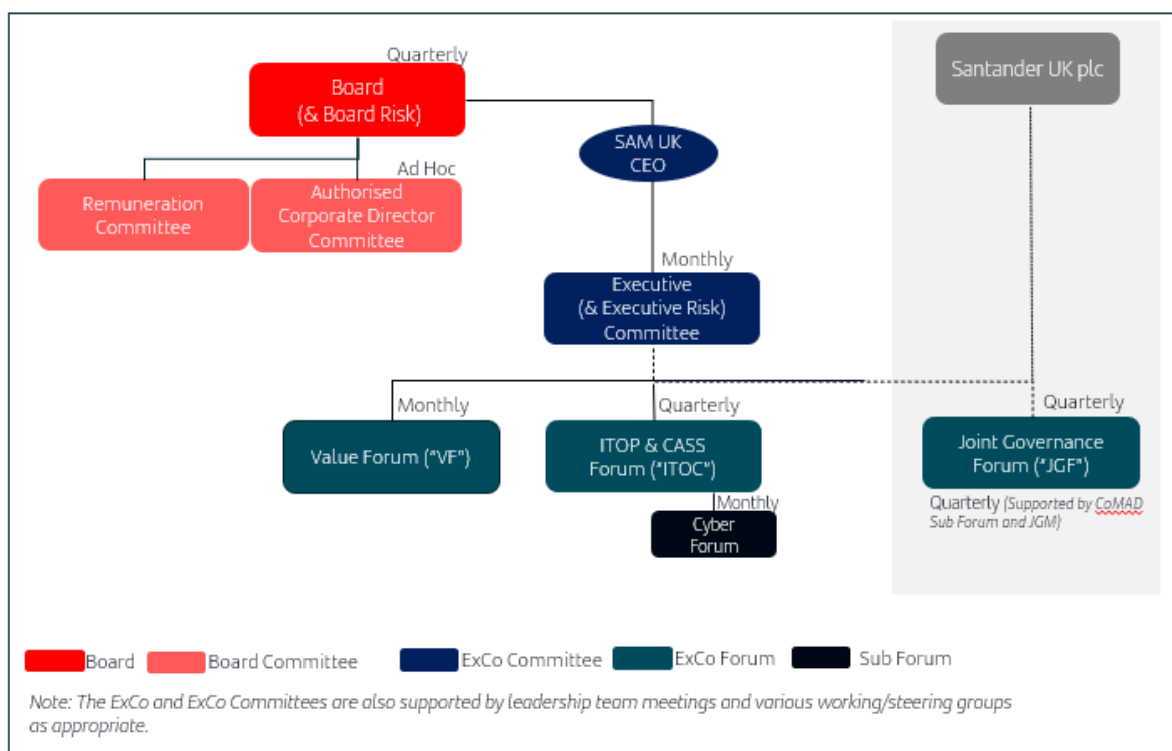 Quarterly
Board
(& Board Risk)
Santander UK plc
SAM UK
CEO
Ad Hoc
Remuneration
Committee
Authorised
Corporate Director
Committee
Monthly
Executive
(& Executive Risk)
Committee
Monthly
Quarterly
Quarterly
Value Forum ("VF")
ITOP & CASS
Forum ("ITOC")
Joint Governance
Forum ("JGF")
Monthly
Cyber
Forum
Quarterly (Supported by CoMAD
Sub Forum and JGM)
Board
Board Committee
ExCo Committee
ExCo Forum
Sub Forum
Note: The ExCo and ExCo Committees are also supported by leadership team meetings and various working/steering groups
as appropriate.